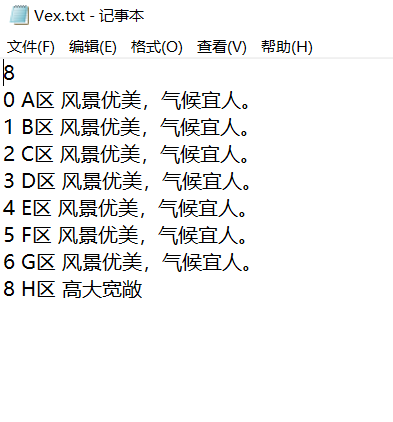 Vex.txt - 记事本
文件(F) 编辑(E) 格式(O) 查看(V) 帮助(H)
8
0 A区 风景优美，气候宜人。
1 B区 风景优美，气候宜人。
2 C区 风景优美，气候宜人。
3 D区 风景优美，气候宜人。
4 E区 风景优美，气候宜人。
5 F区 风景优美，气候宜人。
6 G区 风景优美，气候宜人。
8 H区 高大宽敞